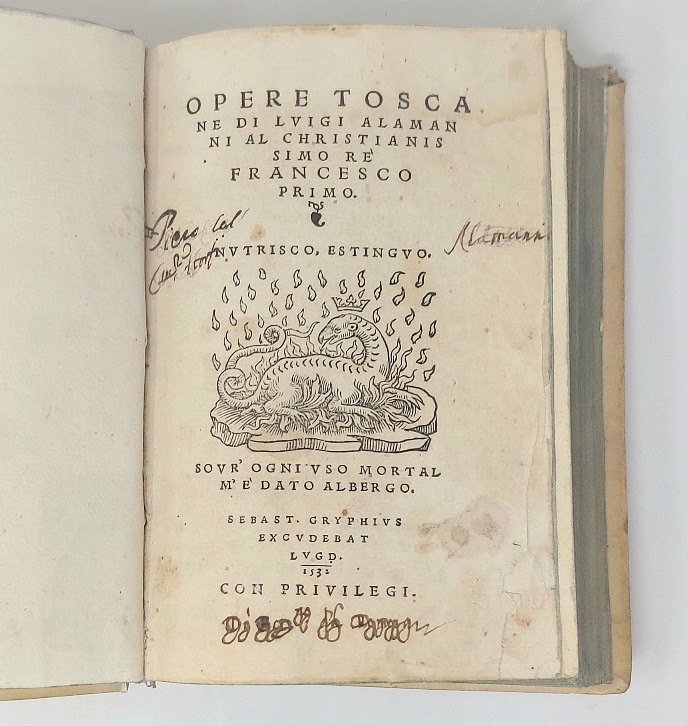 OPERE TOSCA
NE DI LVIGI ALAMAN
NI AL CHRISTIANIS
SIMO RE
FRANCESCO
PRIMO.
Piero
Alamanni
NVTRISCO, ESTINGVO.
SOVR' OGNI VSO MORTAL
M' È DATO ALBERGO.
SEBAST. GRYPHIVS
EXCVDEBAT
LVGD.
1532
CON PRIVILEGI.